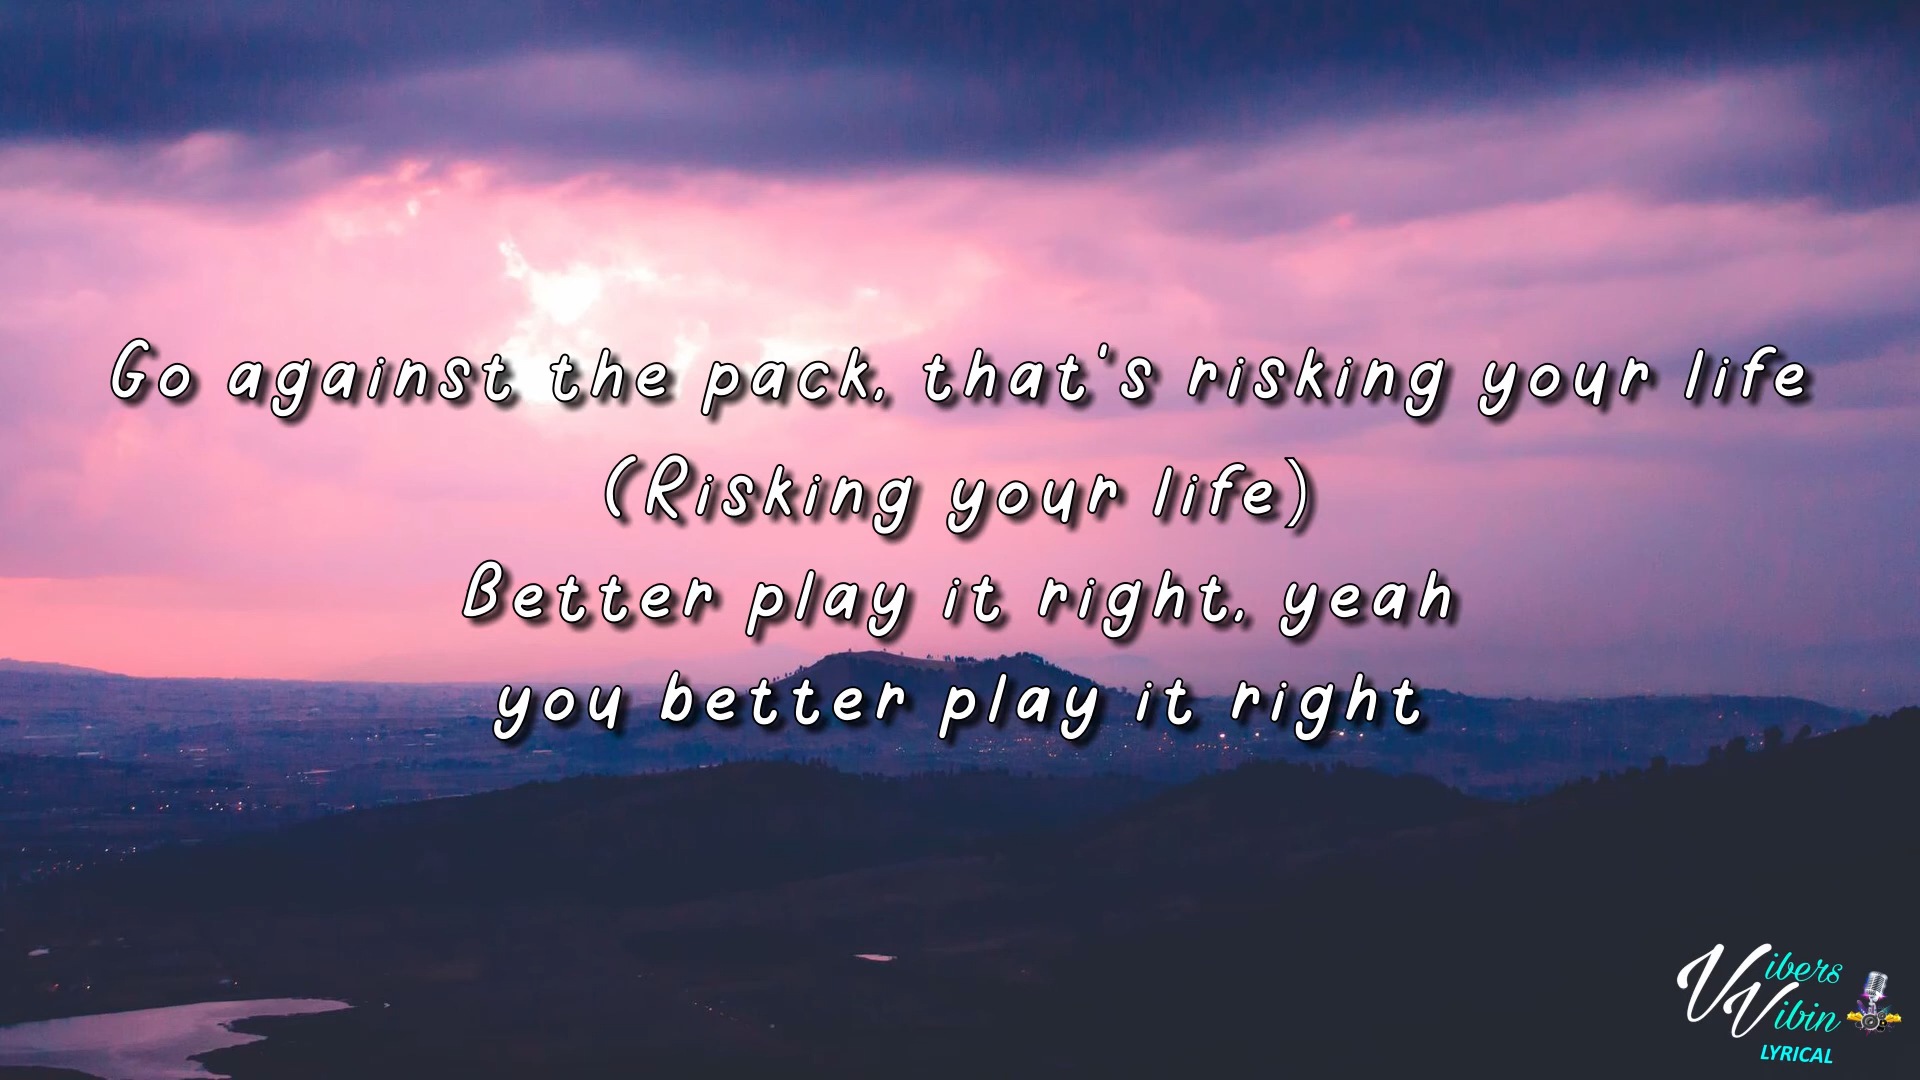 Go against the pack, that's risking your life
(Risking your life)
Better play it right, yeah
you better play it right
Vibers
Vibin
LYRICAL